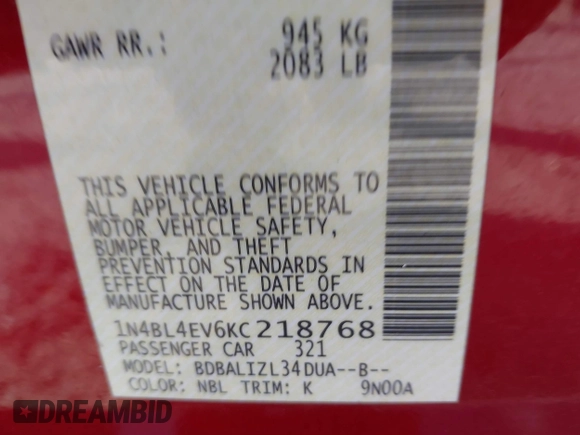 GAWR RR.: 945 KG
2083 LB
THIS VEHICLE CONFORMS TO
ALL APPLICABLE FEDERAL
MOTOR VEHICLE SAFETY,
BUMPER, AND THEFT
PREVENTION STANDARDS IN
EFFECT ON THE DATE OF
MANUFACTURE SHOWN ABOVE.
1N4BL4EV6KC218768
PASSENGER CAR 321
MODEL: BDBALIZL34DUA--B--
COLOR: NBL TRIM: K 9N00A
DREAMBID